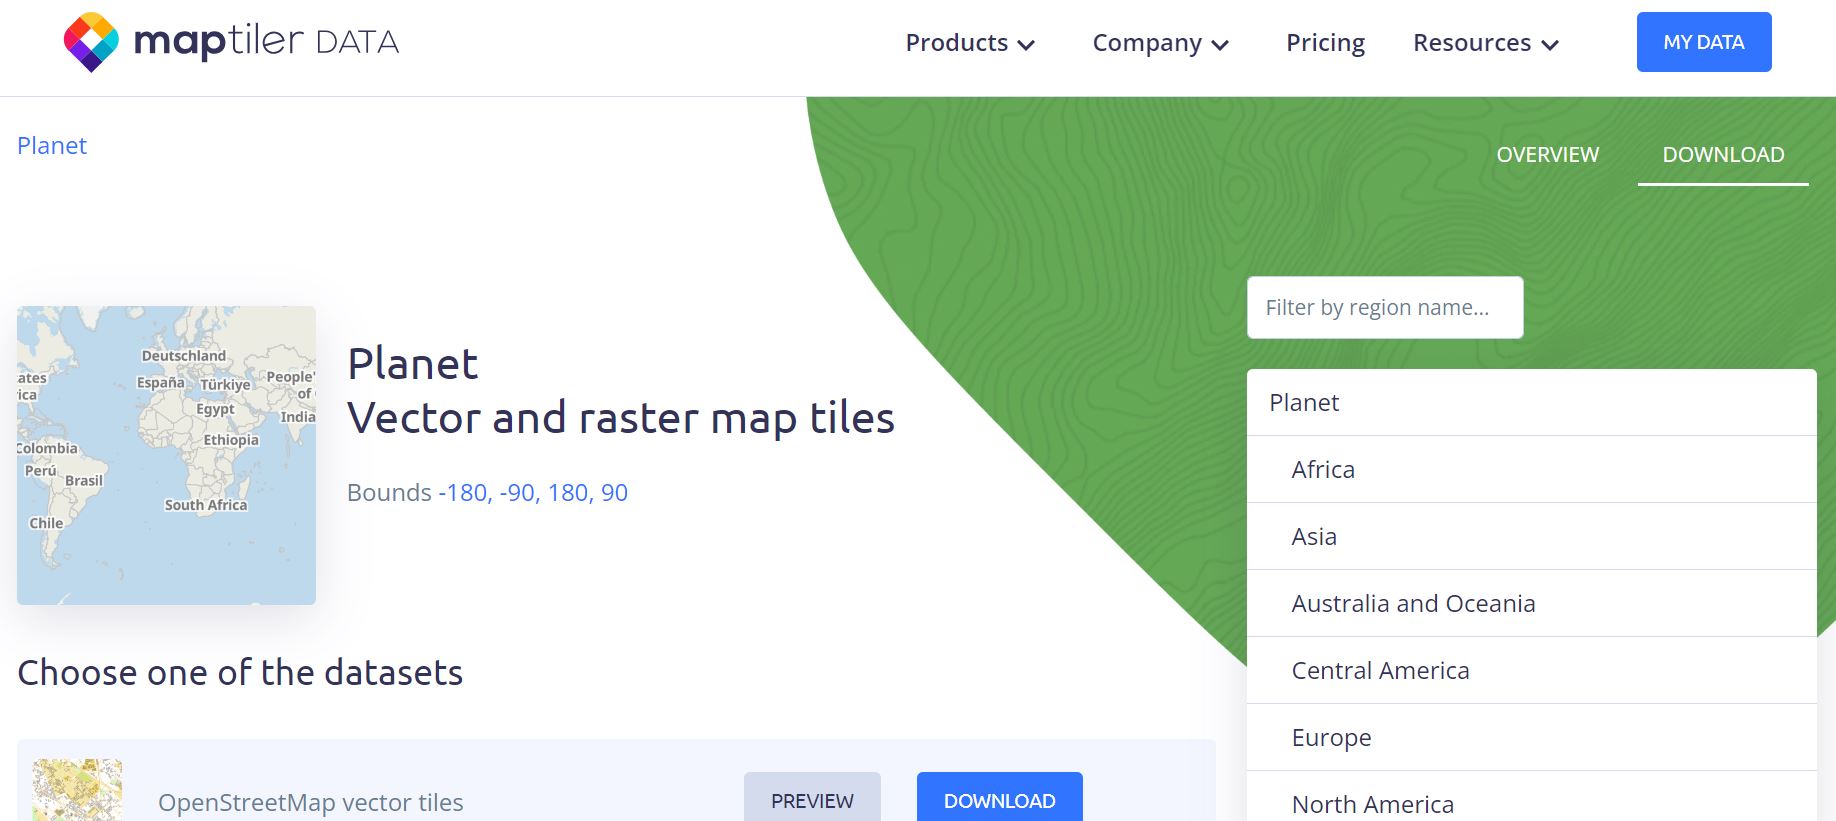 maptiler DATA
Products
Company
Pricing
Resources
MY DATA
Planet
OVERVIEW
DOWNLOAD
Filter by region name...
Deutschland
ates
España
Türkiye
People'
ica
of
Egypt
India
Ethiopia
Colombia
Perú
Brasil
South Africa
Chile
Planet
Vector and raster map tiles
Bounds -180, -90, 180, 90
Choose one of the datasets
OpenStreetMap vector tiles
PREVIEW
DOWNLOAD
Planet
Africa
Asia
Australia and Oceania
Central America
Europe
North America